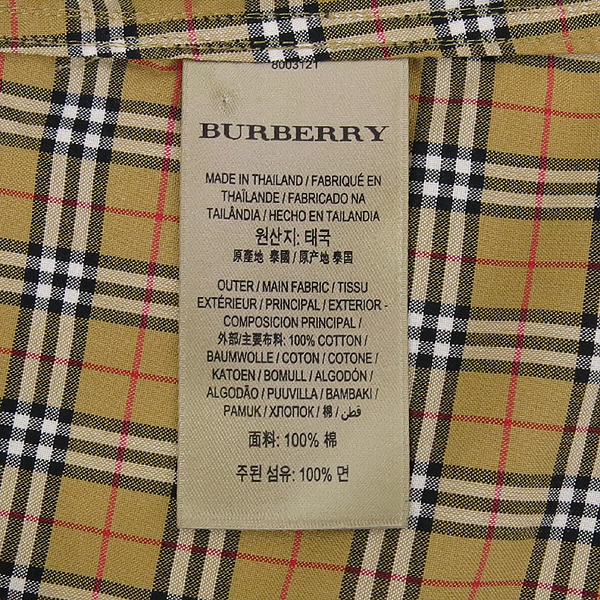 8003121
BURBERRY
MADE IN THAILAND / FABRIQUÉ EN
THAÏLANDE / FABRICADO NA
TAILÂNDIA / HECHO EN TAILANDIA
원산지: 태국
原產地 泰國 / 原产地 泰国
OUTER / MAIN FABRIC / TISSU
EXTÉRIEUR / PRINCIPAL / EXTERIOR -
COMPOSICION PRINCIPAL /
外部/主要布料: 100% COTTON /
BAUMWOLLE / COTON / COTONE /
KATOEN / BOMULL / ALGODÓN /
ALGODÃO / PUUVILLA / BAMBAKI /
PAMUK / ХЛОПОК / 棉 / قطن /
面料: 100% 棉
주된 섬유: 100% 면